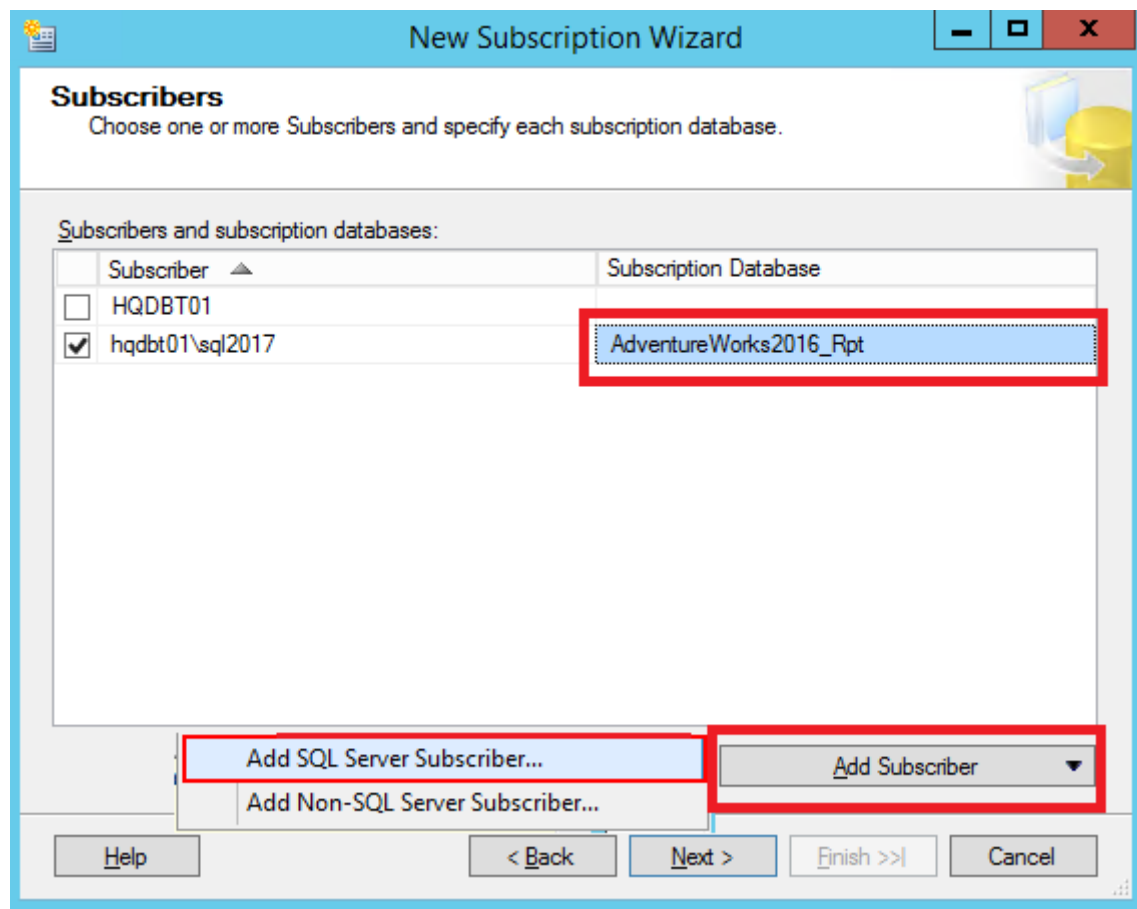 New Subscription Wizard
Subscribers
Choose one or more Subscribers and specify each subscription database.
Subscribers and subscription databases:
Subscriber Subscription Database
HQDBT01
hqdbt01\sql2017 AdventureWorks2016_Rpt
Add SQL Server Subscriber... Add Subscriber
Add Non-SQL Server Subscriber...
Help < Back Next > Finish >>| Cancel